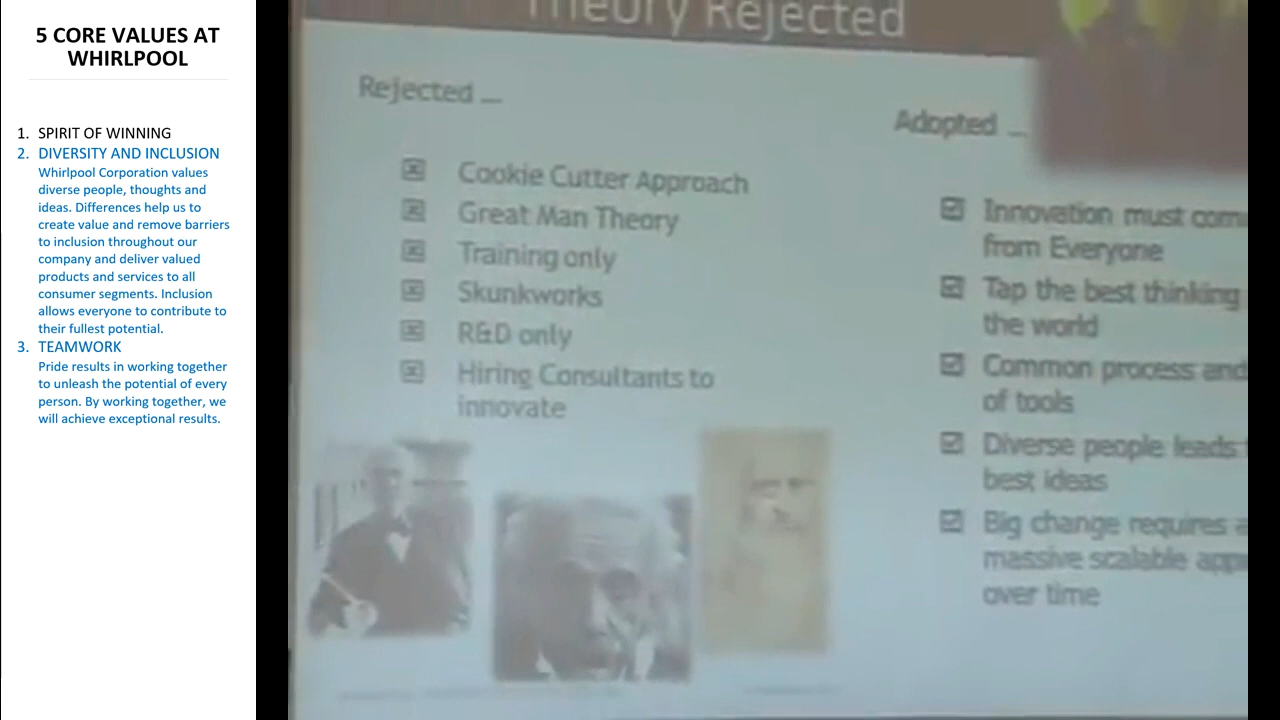 5 CORE VALUES AT
WHIRLPOOL
1. SPIRIT OF WINNING
2. DIVERSITY AND INCLUSION
Whirlpool Corporation values
diverse people, thoughts and
ideas. Differences help us to
create value and remove barriers
to inclusion throughout our
company and deliver valued
products and services to all
consumer segments. Inclusion
allows everyone to contribute to
their fullest potential.
3. TEAMWORK
Pride results in working together
to unleash the potential of every
person. By working together, we
will achieve exceptional results.
Theory Rejected
Rejected ...
Cookie Cutter Approach
Great Man Theory
Training only
Skunkworks
R&D only
Hiring Consultants to
innovate
Adopted ...
Innovation must com
from Everyone
Tap the best thinking
the world
Common process and
of tools
Diverse people leads
best ideas
Big change requires a
massive scalable app
over time